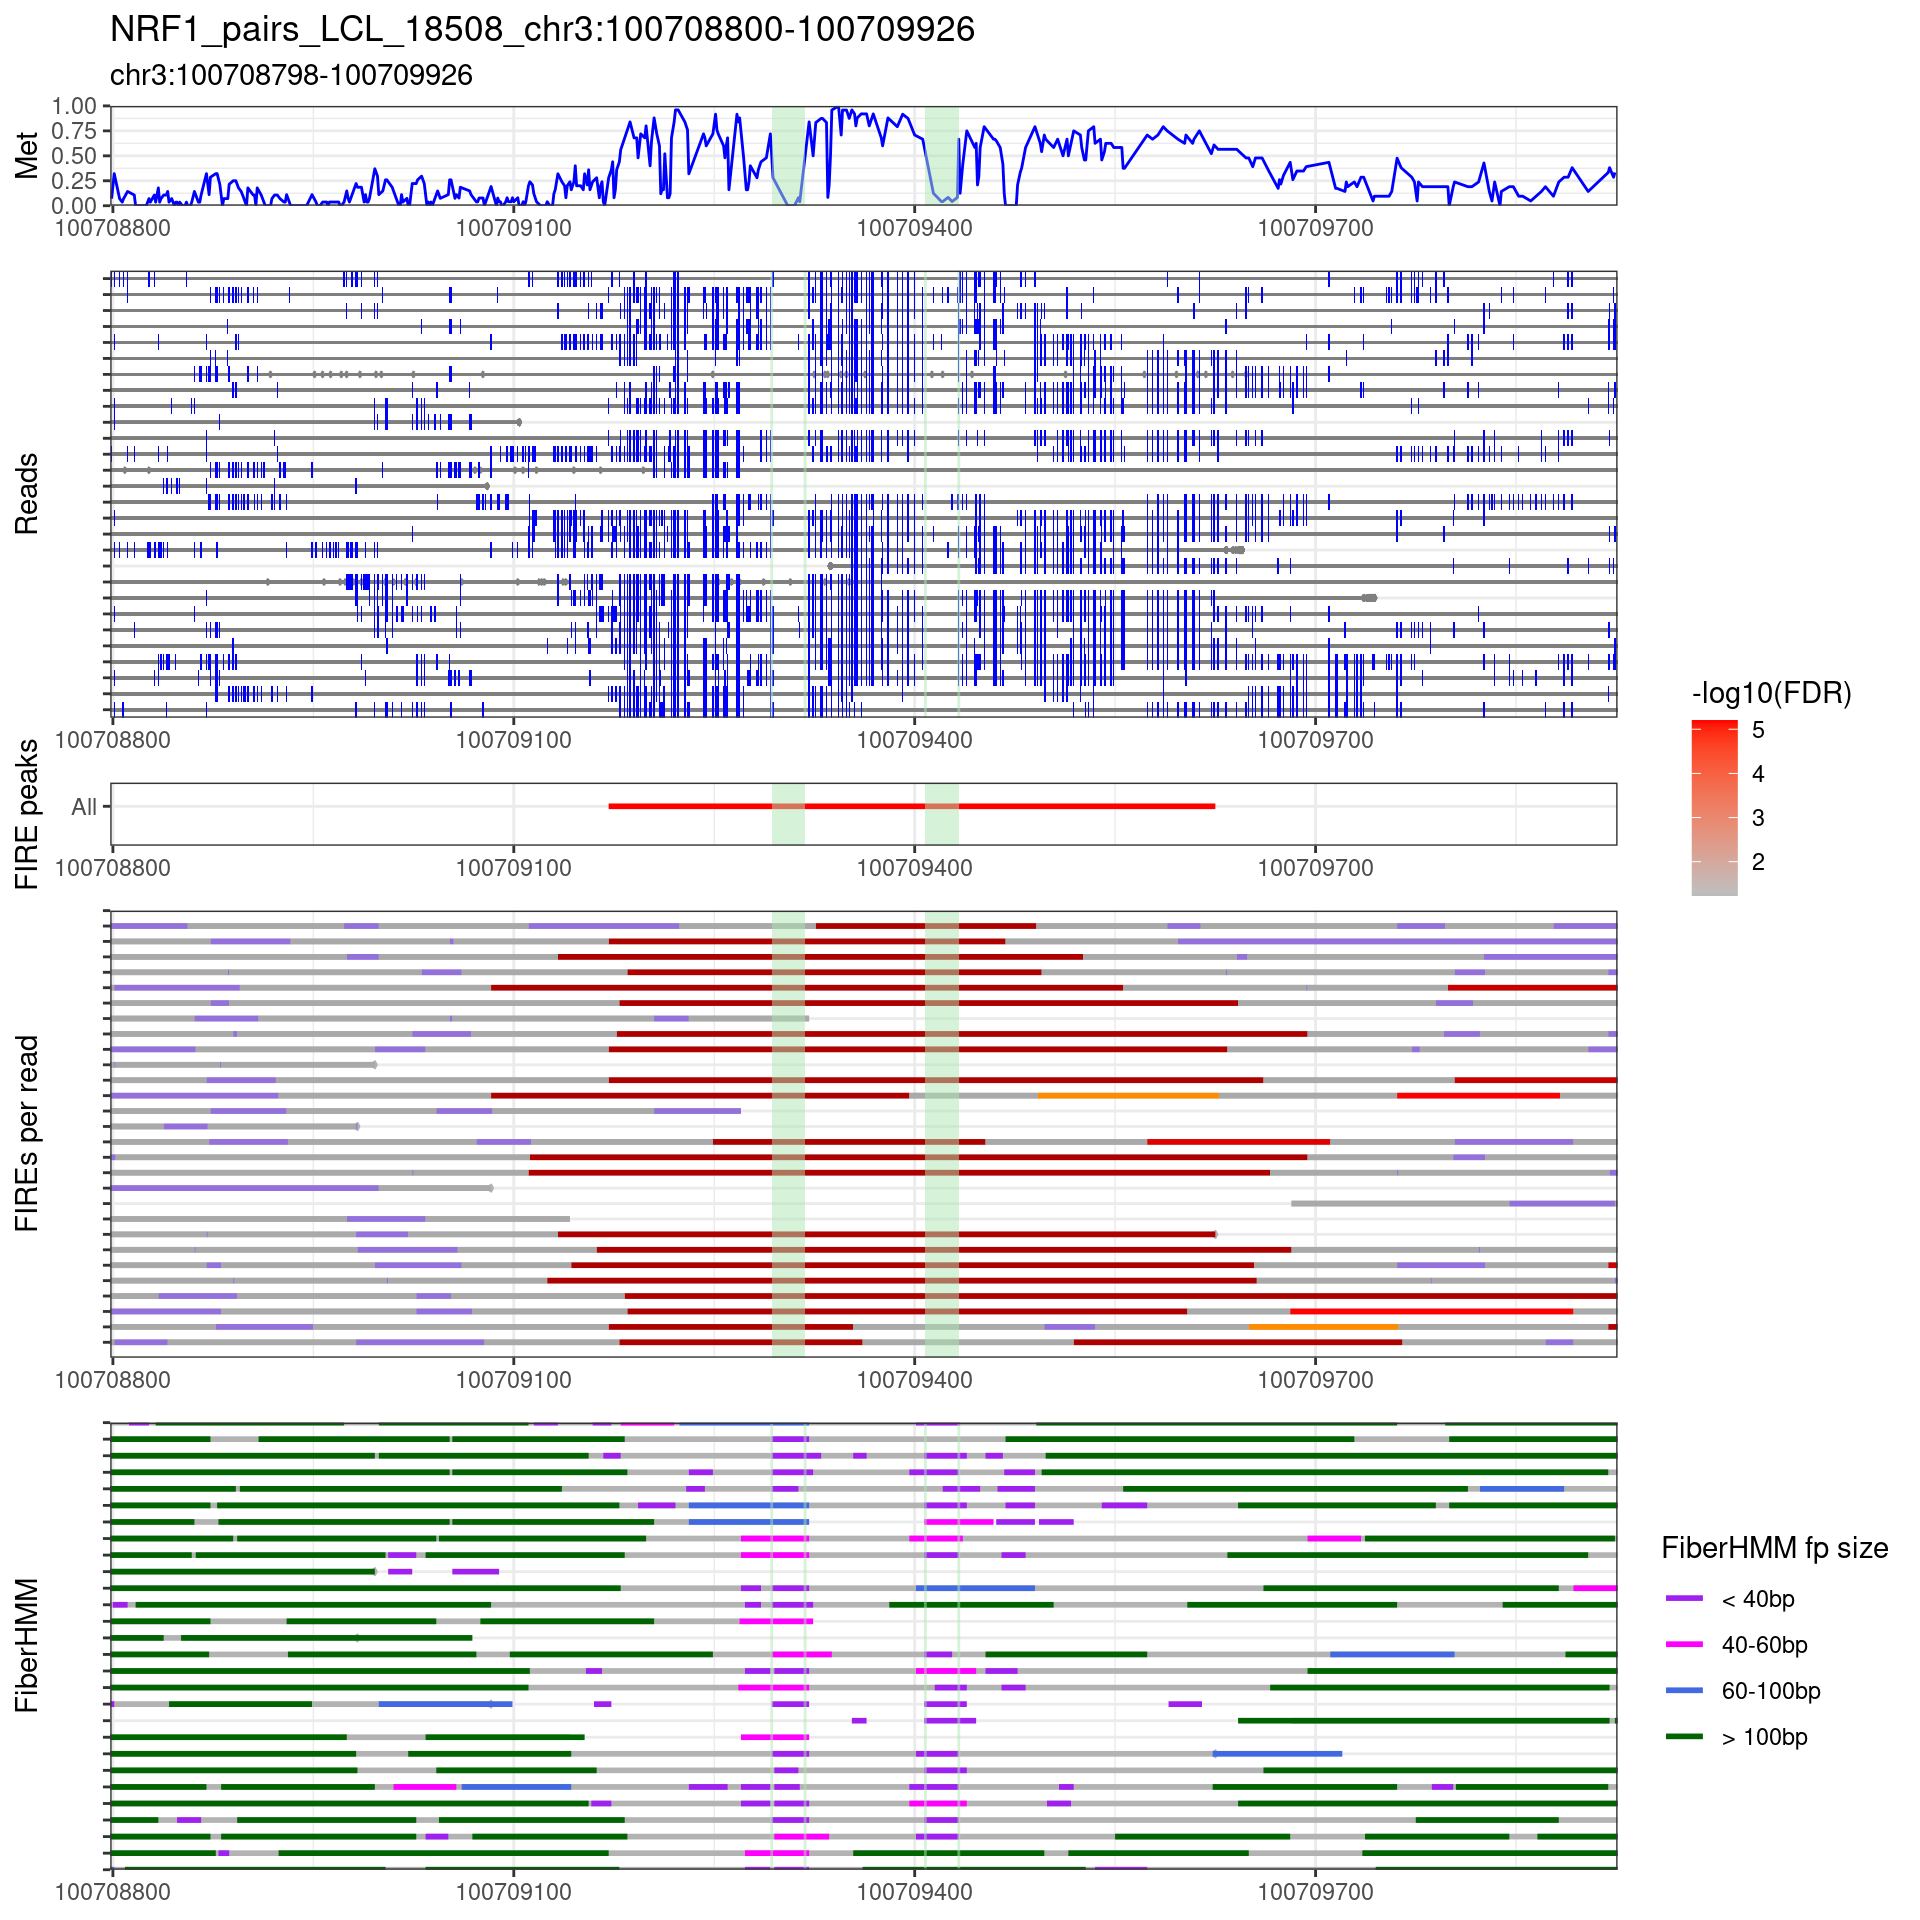 NRF1_pairs_LCL_18508_chr3:100708800-100709926
chr3:100708798-100709926
Met
1.00
0.75
0.50
0.25
0.00
100708800
100709100
100709400
100709700
Reads
100708800
100709100
100709400
100709700
FIRE peaks
All
100708800
100709100
100709400
100709700
-log10(FDR)
5
4
3
2
FIREs per read
100708800
100709100
100709400
100709700
FiberHMM
100708800
100709100
100709400
100709700
FiberHMM fp size
< 40bp
40-60bp
60-100bp
> 100bp